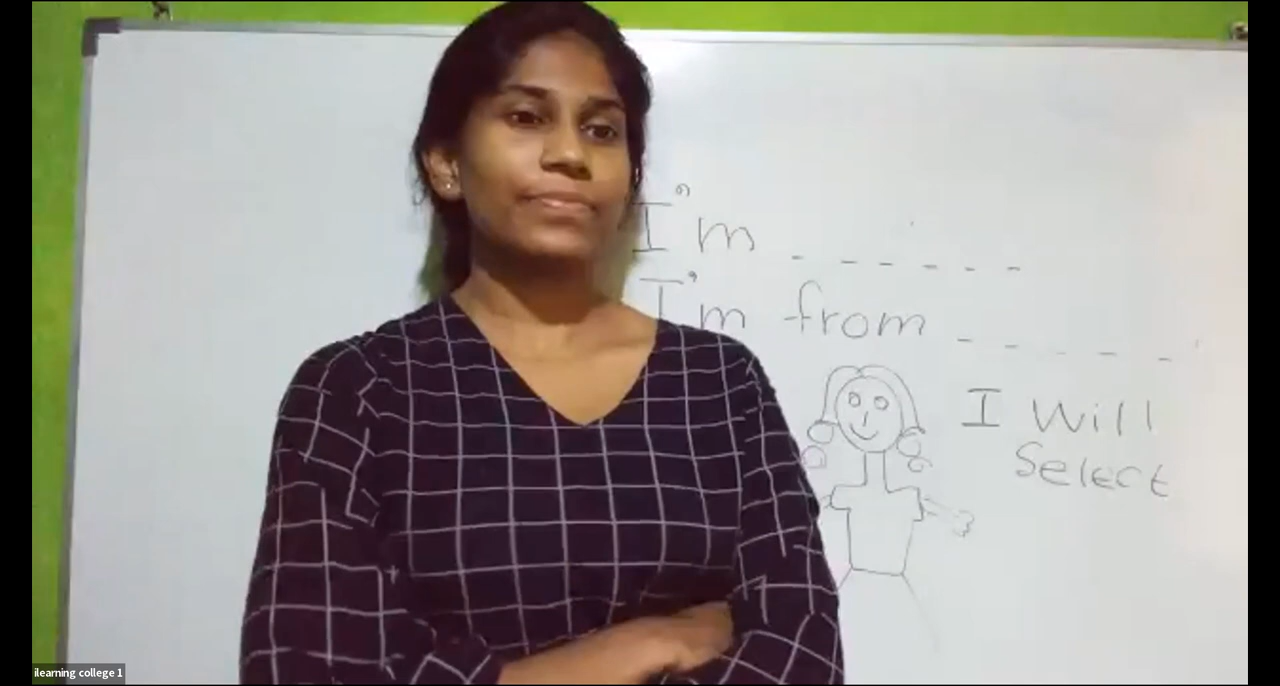 I'm _ _ _ _ _ _
I'm from _ _ _ _ _
I Will
Select
ilearning college 1